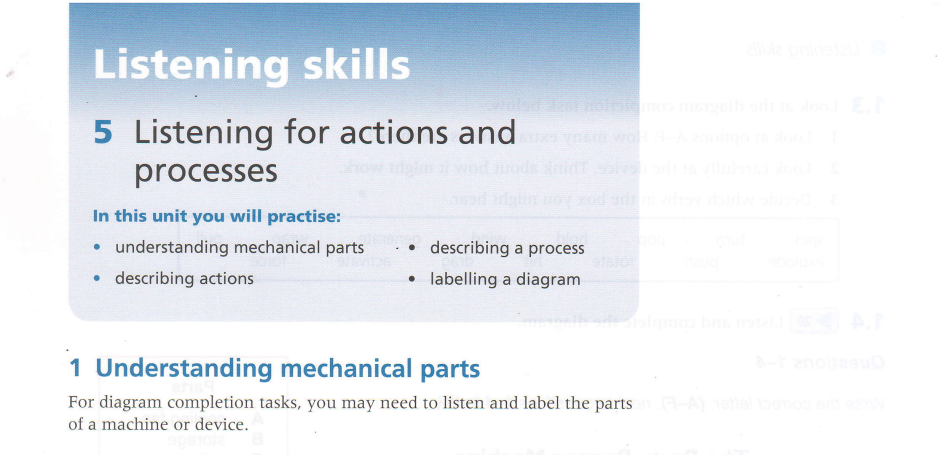 Listening skills
5 Listening for actions and
processes
In this unit you will practise:
• understanding mechanical parts
• describing a process
• describing actions
• labelling a diagram
1 Understanding mechanical parts
For diagram completion tasks, you may need to listen and label the parts
of a machine or device.